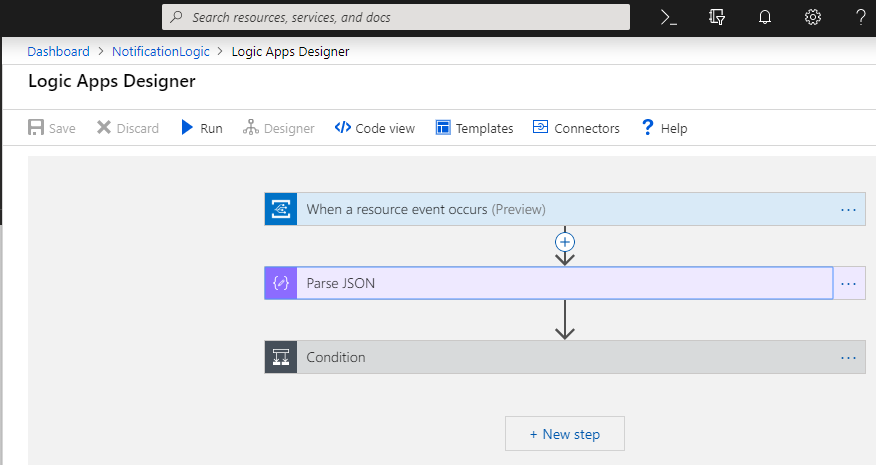 Search resources, services, and docs
Dashboard > NotificationLogic > Logic Apps Designer
Logic Apps Designer
Save Discard Run Designer </> Code view Templates Connectors ? Help
When a resource event occurs (Preview) ...
Parse JSON ...
Condition ...
+ New step